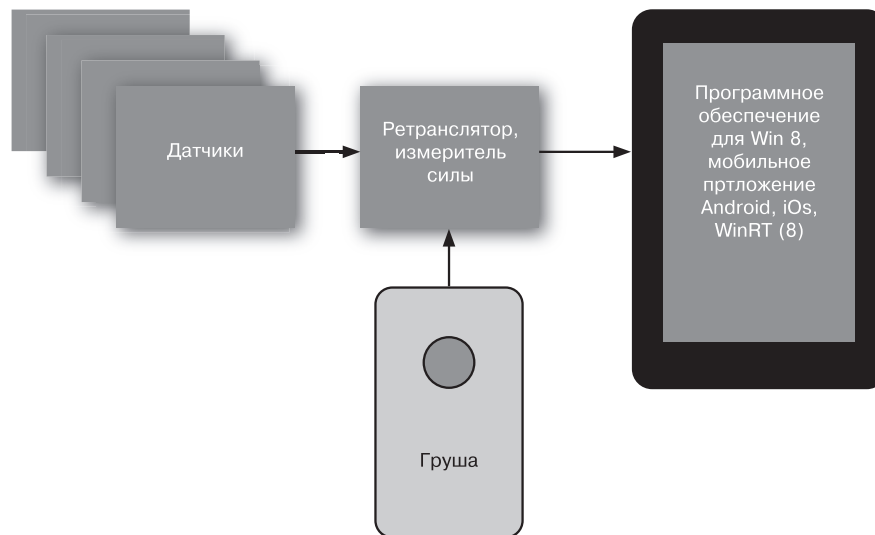 Датчики
Ретранслятор,
измеритель
силы
Программное
обеспечение
для Win 8,
мобильное
пртложение
Android, iOs,
WinRT (8)
Груша